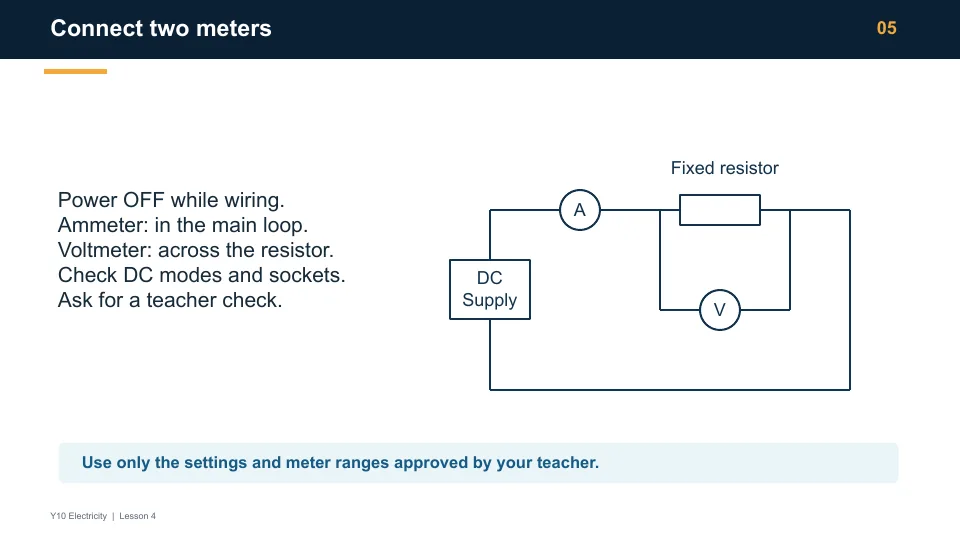 Connect two meters
05
Power OFF while wiring.
Ammeter: in the main loop.
Voltmeter: across the resistor.
Check DC modes and sockets.
Ask for a teacher check.
Fixed resistor
A
DC
Supply
V
Use only the settings and meter ranges approved by your teacher.
Y10 Electricity | Lesson 4